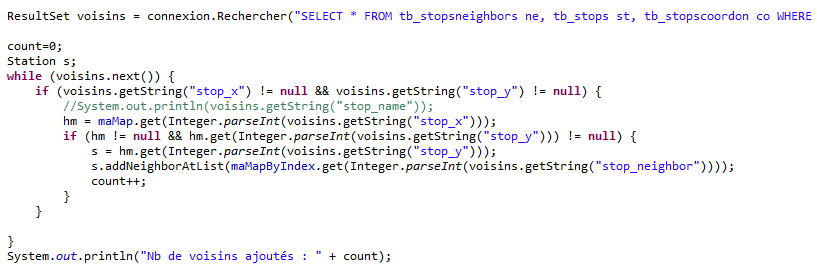 ResultSet voisins = connexion.Rechercher("SELECT * FROM tb_stopsneighbors ne, tb_stops st, tb_stopscoordon co WHERE
count=0;
Station s;
while (voisins.next()) {
if (voisins.getString("stop_x") != null && voisins.getString("stop_y") != null) {
//System.out.println(voisins.getString("stop_name"));
hm = maMap.get(Integer.parseInt(voisins.getString("stop_x")));
if (hm != null && hm.get(Integer.parseInt(voisins.getString("stop_y"))) != null) {
s = hm.get(Integer.parseInt(voisins.getString("stop_y")));
s.addNeighborAtList(maMapByIndex.get(Integer.parseInt(voisins.getString("stop_neighbor"))));
count++;
}
}
}
System.out.println("Nb de voisins ajoutés : " + count);